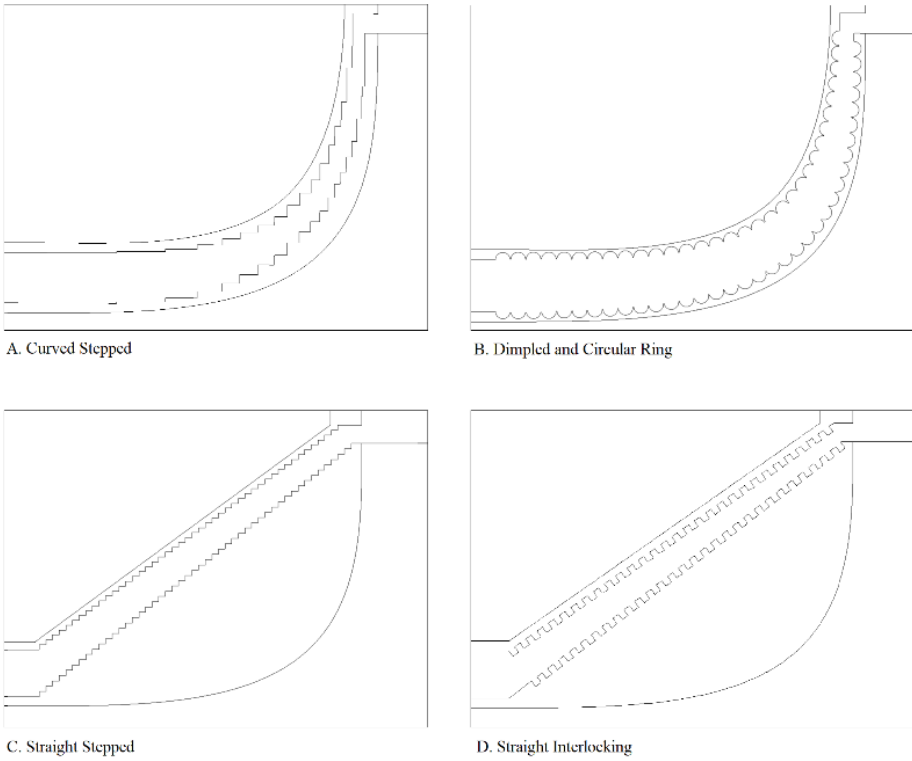 A. Curved Stepped
B. Dimpled and Circular Ring
C. Straight Stepped
D. Straight Interlocking